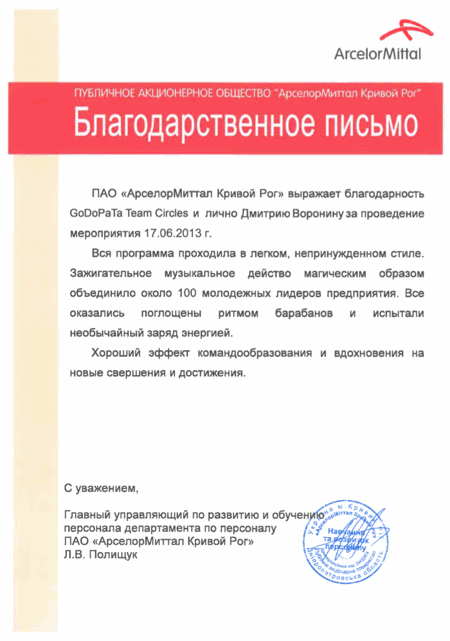 ArcelorMittal
ПУБЛИЧНОЕ АКЦИОНЕРНОЕ ОБЩЕСТВО "АрселорМиттал Кривой Рог"
Благодарственное письмо
ПАО «АрселорМиттал Кривой Рог» выражает благодарность
GoDoPaTa Team Circles и лично Дмитрию Воронину за проведение
мероприятия 17.06.2013 г.
Вся программа проходила в легком, непринужденном стиле.
Зажигательное музыкальное действо магическим образом
объединило около 100 молодежных лидеров предприятия. Все
оказались поглощены ритмом барабанов и испытали
необычайный заряд энергией.
Хороший эффект командообразования и вдохновения на
новые свершения и достижения.
С уважением,
Главный управляющий по развитию и обучению
персонала департамента по персоналу
ПАО «АрселорМиттал Кривой Рог»
Л.В. Полищук
Україна м. Кривий Ріг
«АрселорМіттал Кривий Ріг»
Навчання
та розвиток
персоналу
Дніпропетровська область